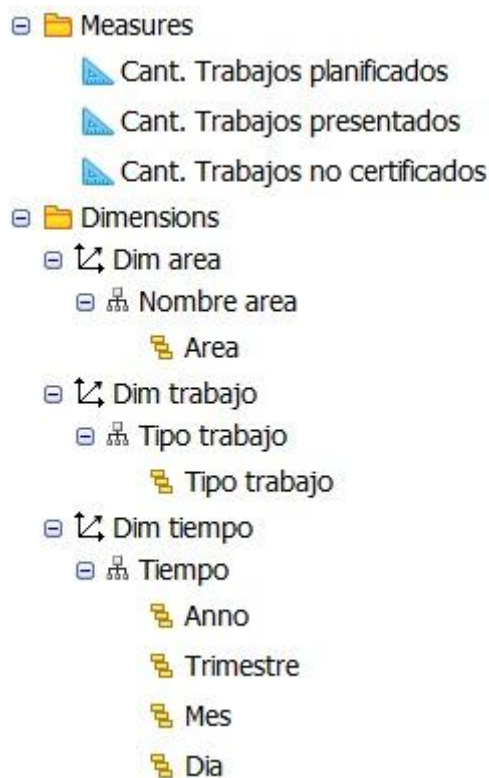 Measures
Cant. Trabajos planificados
Cant. Trabajos presentados
Cant. Trabajos no certificados
Dimensions
Dim area
Nombre area
Area
Dim trabajo
Tipo trabajo
Tipo trabajo
Dim tiempo
Tiempo
Anno
Trimestre
Mes
Dia